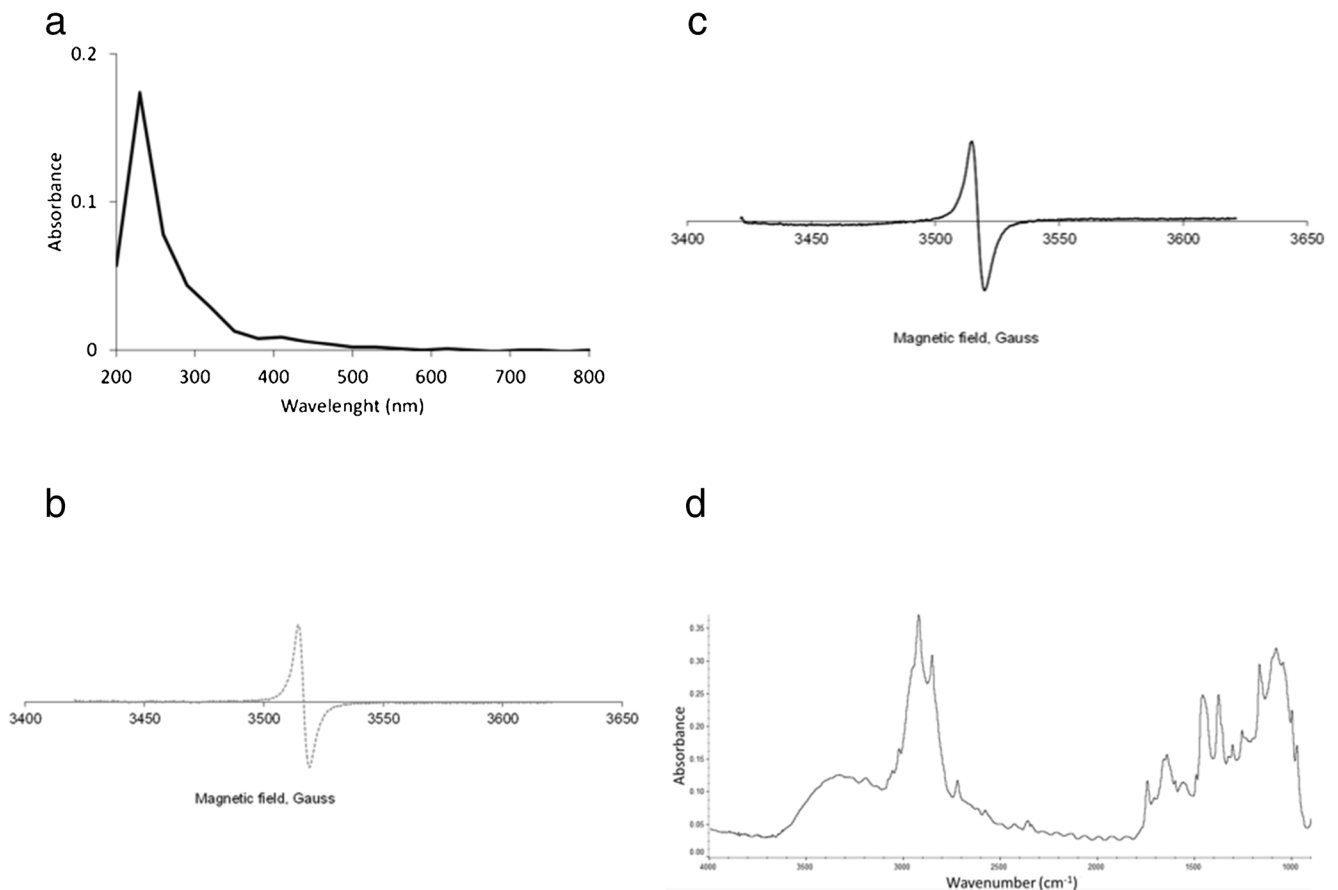 a
0.2
0.1
0
Absorbance
200 300 400 500 600 700 800
Wavelenght (nm)
c
3400 3450 3500 3550 3600 3650
Magnetic field, Gauss
b
3400 3450 3500 3550 3600 3650
Magnetic field, Gauss
d
0.35
0.30
0.25
0.20
0.15
0.10
0.05
0.00
Absorbance
4000 3500 3000 2500 2000 1500 1000
Wavenumber (cm⁻¹)